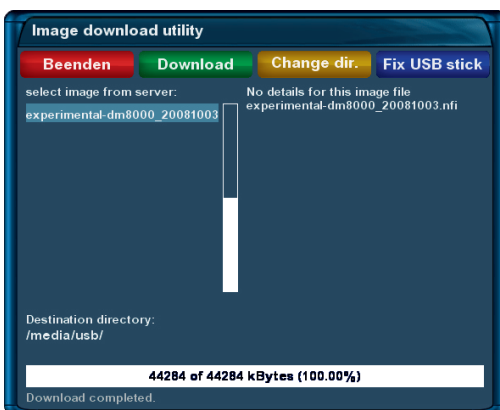 Image download utility
Beenden Download Change dir. Fix USB stick
select image from server:
experimental-dm8000_20081003
No details for this image file
experimental-dm8000_20081003.nfi
Destination directory:
/media/usb/
44284 of 44284 kBytes (100.00%)
Download completed.